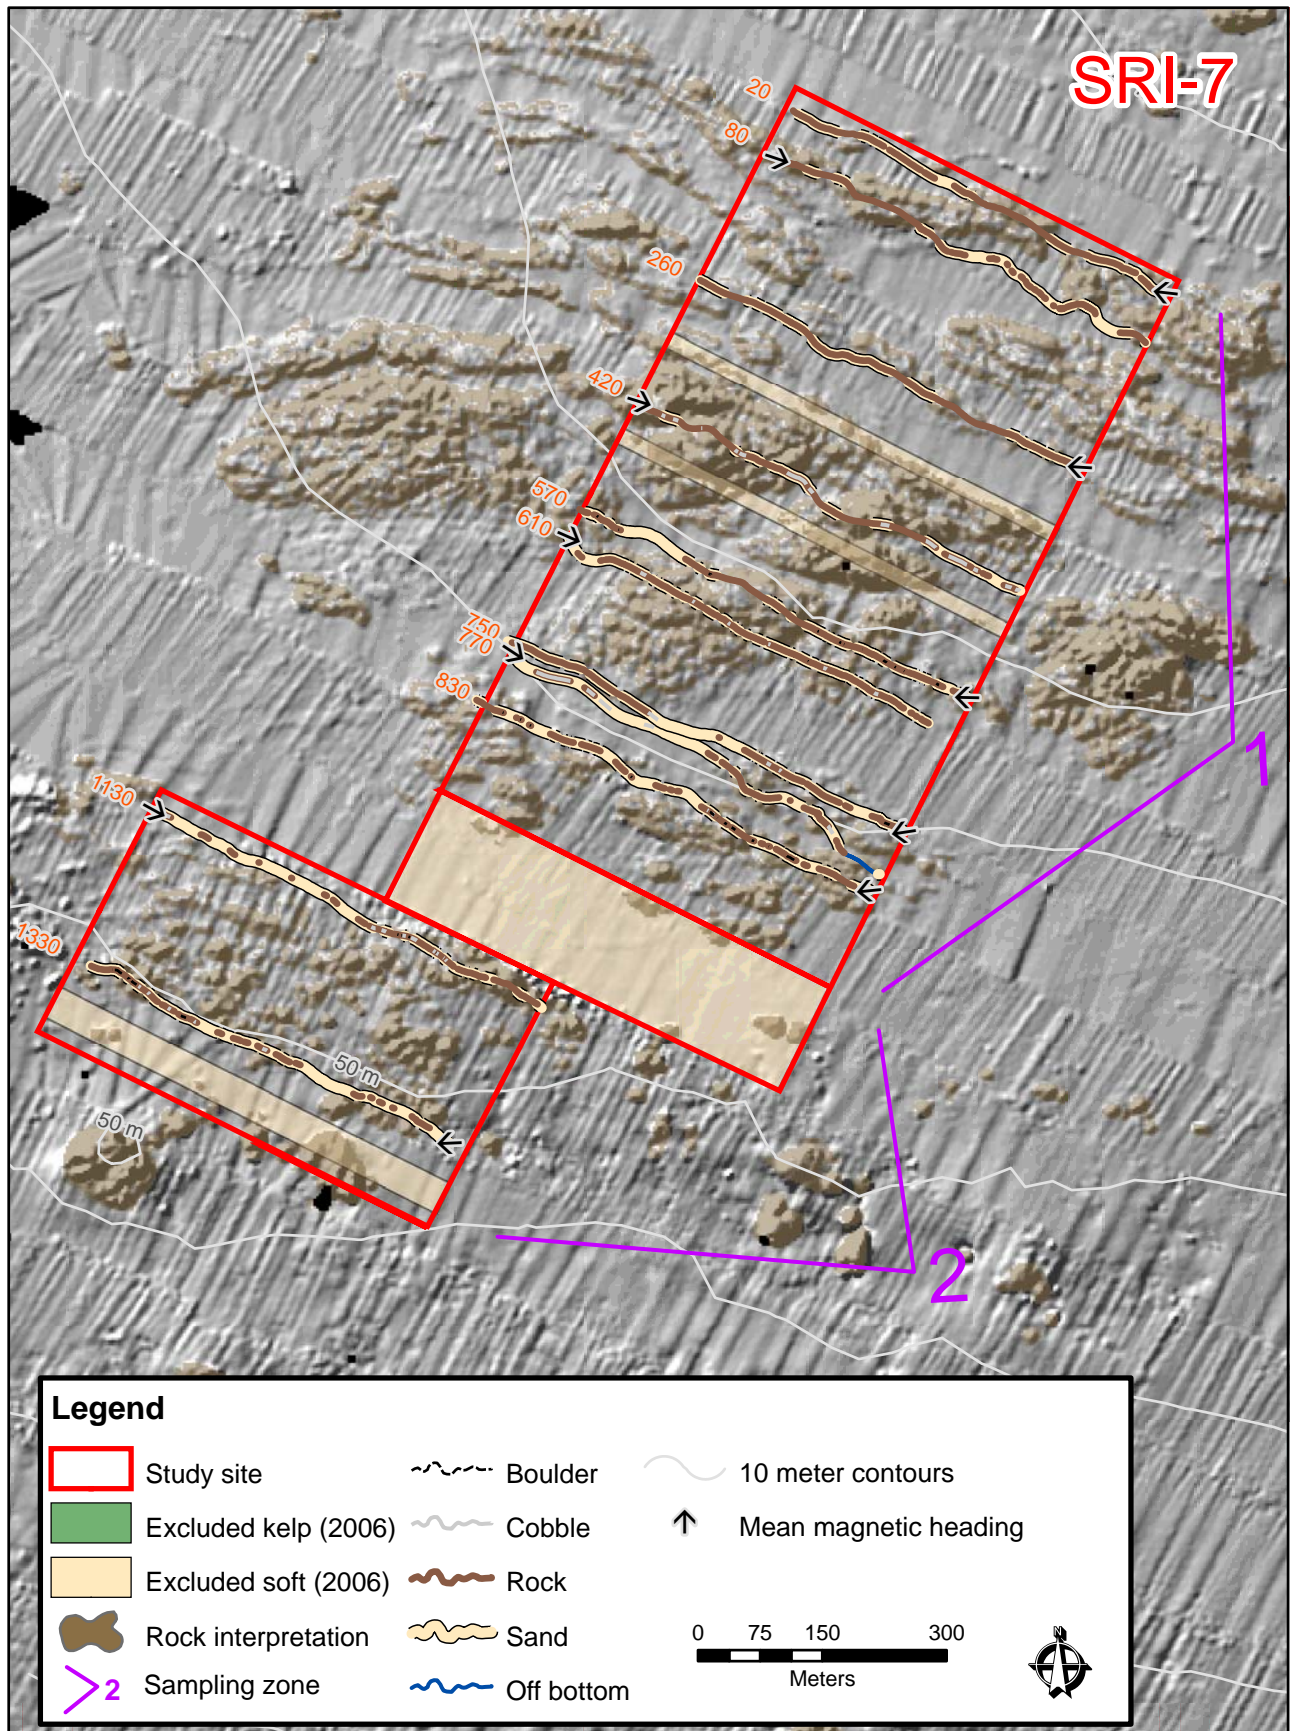 SRI-7
20
80
260
420
570
610
750
770
830
1130
1330
1
50 m
50 m
2
Legend
Study site
Excluded kelp (2006)
Excluded soft (2006)
Rock interpretation
2 Sampling zone
Boulder
Cobble
Rock
Sand
Off bottom
10 meter contours
Mean magnetic heading
0 75 150 300
Meters
N